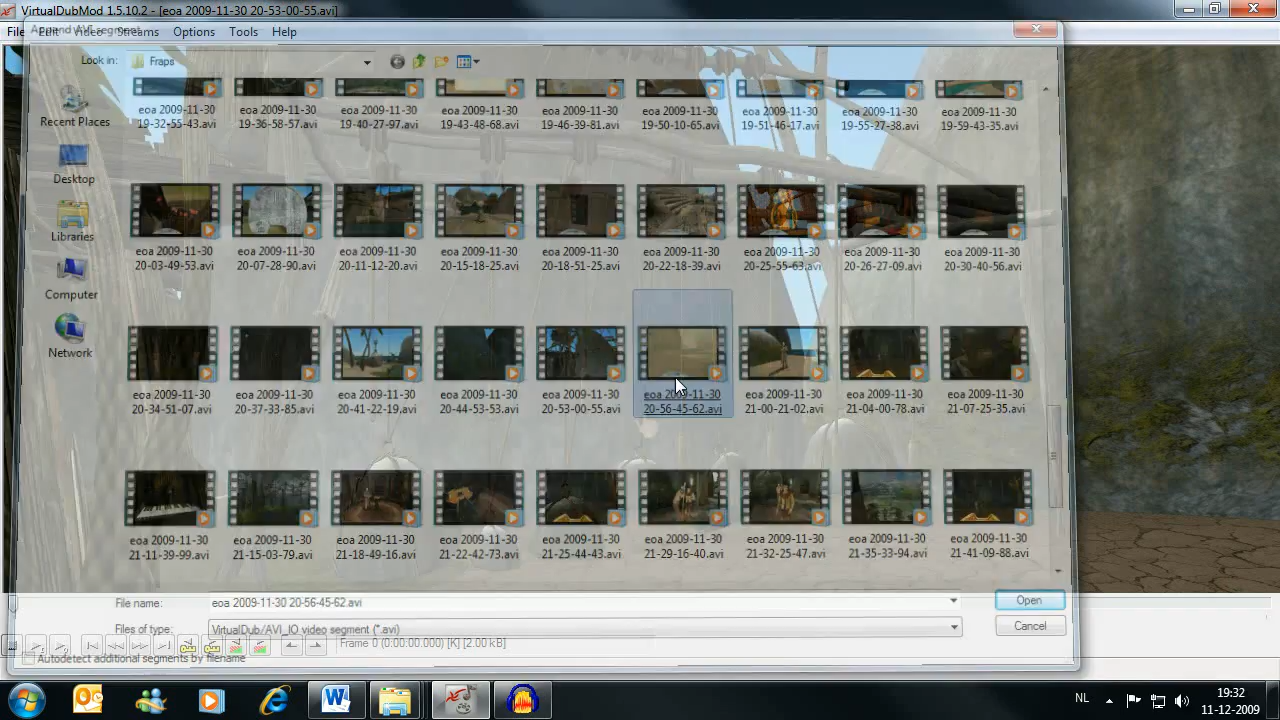 VirtualDubMod 1.5.10.2 - [eoa 2009-11-30 20-53-00-55.avi]
File Edit Video Streams Options Tools Help
Append AVI segment
Look in: Fraps
Recent Places
Desktop
Libraries
Computer
Network
eoa 2009-11-30 eoa 2009-11-30 eoa 2009-11-30 eoa 2009-11-30 eoa 2009-11-30 eoa 2009-11-30 eoa 2009-11-30 eoa 2009-11-30 eoa 2009-11-30
19-32-55-43.avi 19-36-58-57.avi 19-40-27-97.avi 19-43-48-68.avi 19-46-39-81.avi 19-50-10-65.avi 19-51-46-17.avi 19-55-27-38.avi 19-59-43-35.avi
eoa 2009-11-30 eoa 2009-11-30 eoa 2009-11-30 eoa 2009-11-30 eoa 2009-11-30 eoa 2009-11-30 eoa 2009-11-30 eoa 2009-11-30 eoa 2009-11-30
20-03-49-53.avi 20-07-28-90.avi 20-11-12-20.avi 20-15-18-25.avi 20-18-51-25.avi 20-22-18-39.avi 20-25-55-63.avi 20-26-27-09.avi 20-30-40-56.avi
eoa 2009-11-30 eoa 2009-11-30 eoa 2009-11-30 eoa 2009-11-30 eoa 2009-11-30 eoa 2009-11-30 eoa 2009-11-30 eoa 2009-11-30 eoa 2009-11-30
20-34-51-07.avi 20-37-33-85.avi 20-41-22-19.avi 20-44-53-53.avi 20-53-00-55.avi 20-56-45-62.avi 21-00-21-02.avi 21-04-00-78.avi 21-07-25-35.avi
eoa 2009-11-30 eoa 2009-11-30 eoa 2009-11-30 eoa 2009-11-30 eoa 2009-11-30 eoa 2009-11-30 eoa 2009-11-30 eoa 2009-11-30 eoa 2009-11-30
21-11-39-99.avi 21-15-03-79.avi 21-18-49-16.avi 21-22-42-73.avi 21-25-44-43.avi 21-29-16-40.avi 21-32-25-47.avi 21-35-33-94.avi 21-41-09-88.avi
File name: eoa 2009-11-30 20-56-45-62.avi Open
Files of type: VirtualDub/AVI_IO video segment (*.avi) Cancel
Frame 0 (0:00:00.000) [K] [2.00 kB]
Autodetect additional segments by filename
NL 19:32
11-12-2009